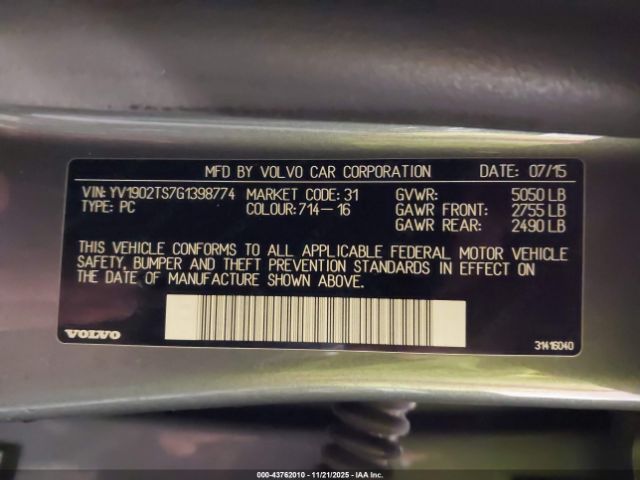 MFD BY VOLVO CAR CORPORATION DATE: 07/15
VIN: YV1902TS7G1398774 MARKET CODE: 31 GVWR: 5050 LB
TYPE: PC COLOUR: 714-16 GAWR FRONT: 2755 LB
GAWR REAR: 2490 LB
THIS VEHICLE CONFORMS TO ALL APPLICABLE FEDERAL MOTOR VEHICLE
SAFETY, BUMPER AND THEFT PREVENTION STANDARDS IN EFFECT ON
THE DATE OF MANUFACTURE SHOWN ABOVE.
VOLVO 31416040
000-43762010 - 11/21/2025 - IAA Inc.